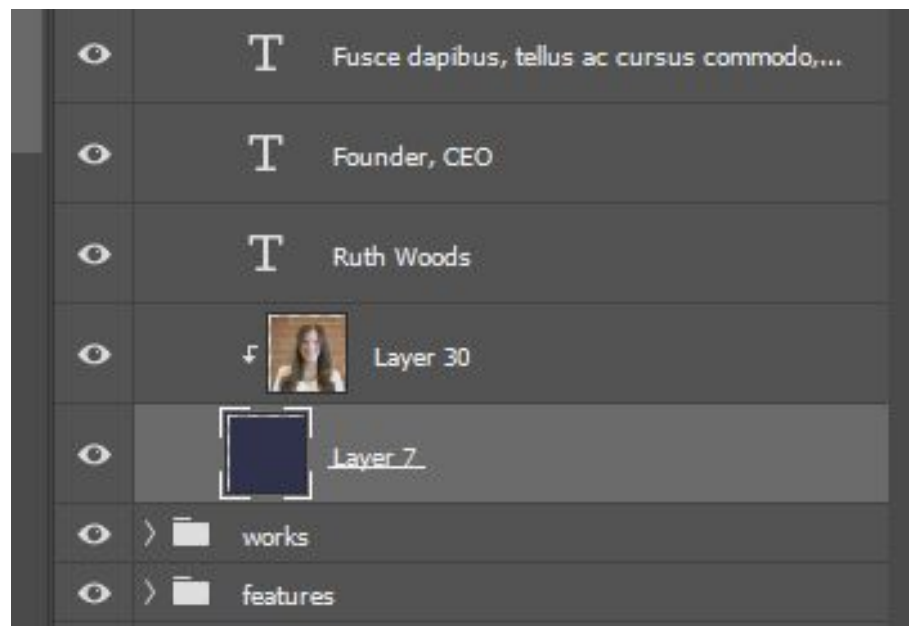 Fusce dapibus, tellus ac cursus commodo,...
Founder, CEO
Ruth Woods
Layer 30
Layer 7
works
features